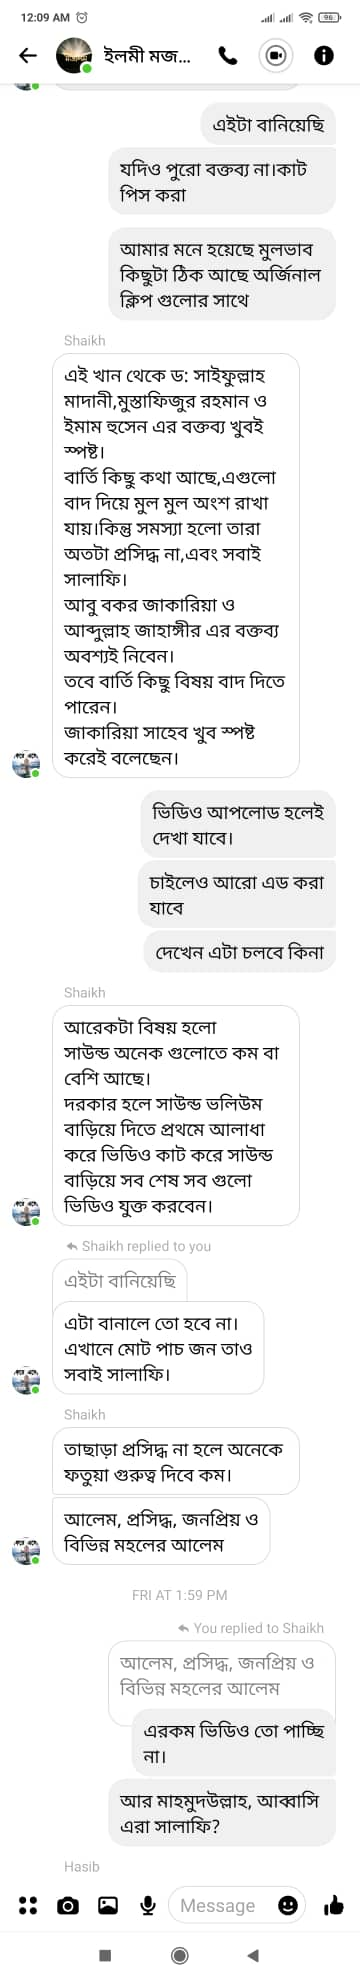 12:09 AM
96
ইলমী মজ...
এইটা বানিয়েছি
যদিও পুরো বক্তব্য না।কাট
পিস করা
আমার মনে হয়েছে মুলভাব
কিছুটা ঠিক আছে অর্জিনাল
ক্লিপ গুলোর সাথে
Shaikh
এই খান থেকে ড: সাইফুল্লাহ
মাদানী,মুস্তাফিজুর রহমান ও
ইমাম হুসেন এর বক্তব্য খুবই
স্পষ্ট।
বার্তি কিছু কথা আছে,এগুলো
বাদ দিয়ে মুল মুল অংশ রাখা
যায়।কিন্তু সমস্যা হলো তারা
অতটা প্রসিদ্ধ না,এবং সবাই
সালাফি।
আবু বকর জাকারিয়া ও
আব্দুল্লাহ জাহাঙ্গীর এর বক্তব্য
অবশ্যই নিবেন।
তবে বার্তি কিছু বিষয় বাদ দিতে
পারেন।
জাকারিয়া সাহেব খুব স্পষ্ট
করেই বলেছেন।
ভিডিও আপলোড হলেই
দেখা যাবে।
চাইলেও আরো এড করা
যাবে
দেখেন এটা চলবে কিনা
Shaikh
আরেকটা বিষয় হলো
সাউন্ড অনেক গুলোতে কম বা
বেশি আছে।
দরকার হলে সাউন্ড ভলিউম
বাড়িয়ে দিতে প্রথমে আলাধা
করে ভিডিও কাট করে সাউন্ড
বাড়িয়ে সব শেষ সব গুলো
ভিডিও যুক্ত করবেন।
Shaikh replied to you
এইটা বানিয়েছি
এটা বানালে তো হবে না।
এখানে মোট পাচ জন তাও
সবাই সালাফি।
Shaikh
তাছাড়া প্রসিদ্ধ না হলে অনেকে
ফতুয়া গুরুত্ব দিবে কম।
আলেম, প্রসিদ্ধ, জনপ্রিয় ও
বিভিন্ন মহলের আলেম
FRI AT 1:59 PM
You replied to Shaikh
আলেম, প্রসিদ্ধ, জনপ্রিয় ও
বিভিন্ন মহলের আলেম
এরকম ভিডিও তো পাচ্ছি
না।
আর মাহমুদউল্লাহ, আব্বাসি
এরা সালাফি?
Hasib
Message